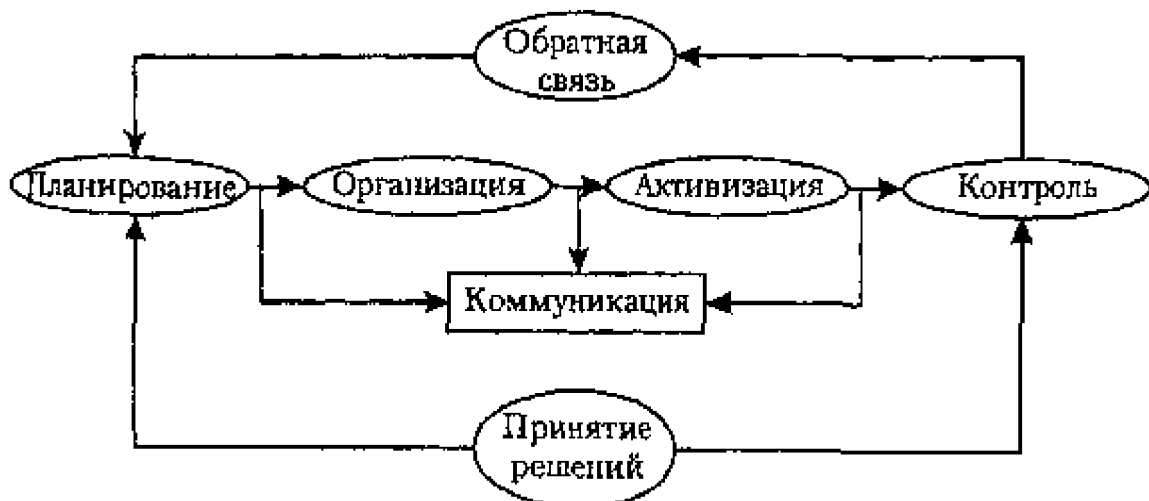 Обратная
связь
Планирование
Организация
Активизация
Контроль
Коммуникация
Принятие
решений